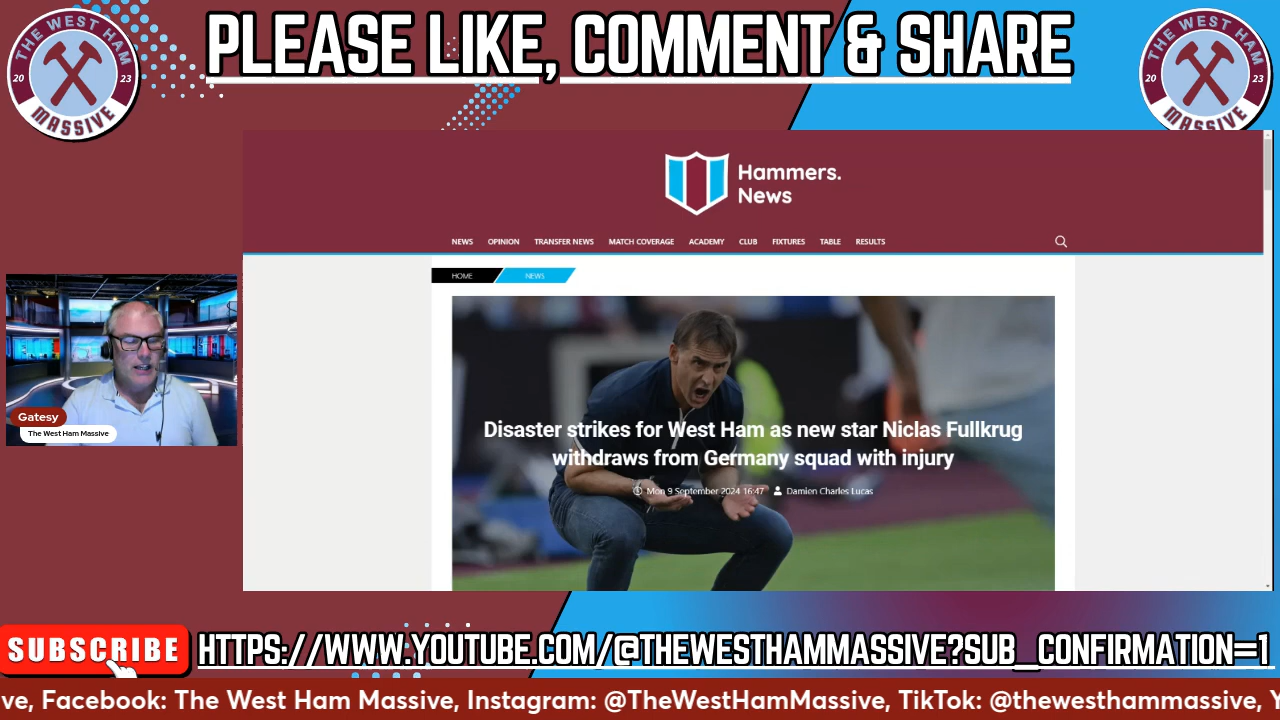 PLEASE LIKE, COMMENT & SHARE
THE WEST HAM
20 23
MASSIVE
THE WEST HAM
20 23
MASSIVE
Hammers.
News
NEWS OPINION TRANSFER NEWS MATCH COVERAGE ACADEMY CLUB FIXTURES TABLE RESULTS
HOME NEWS
Disaster strikes for West Ham as new star Niclas Fullkrug
withdraws from Germany squad with injury
Mon 9 September 2024 16:47 Damien Charles Lucas
Gatesy
The West Ham Massive
SUBSCRIBE HTTPS://WWW.YOUTUBE.COM/@THEWESTHAMMASSIVE?SUB_CONFIRMATION=1
ve, Facebook: The West Ham Massive, Instagram: @TheWestHamMassive, TikTok: @thewesthammassive, Y